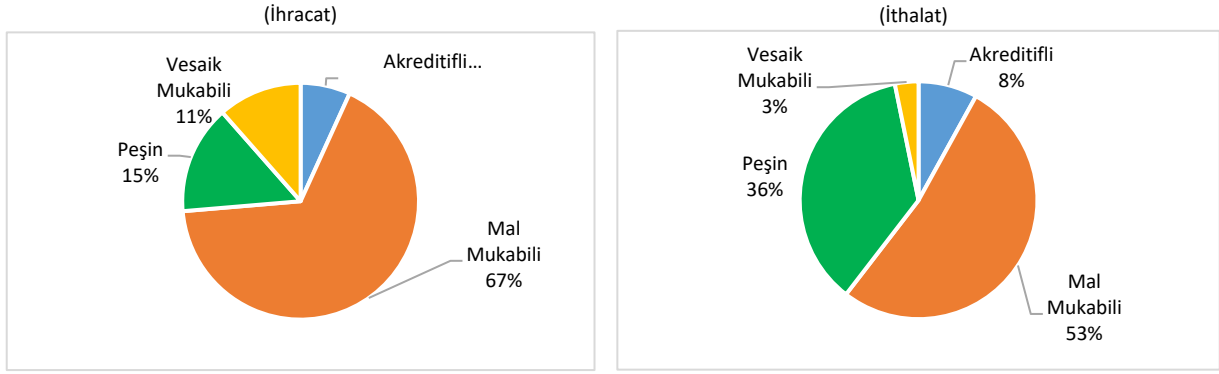 (İhracat)
Vesaik
Mukabili
11%
Akreditifli...
Peşin
15%
Mal
Mukabili
67%
(İthalat)
Vesaik
Mukabili
3%
Akreditifli
8%
Peşin
36%
Mal
Mukabili
53%